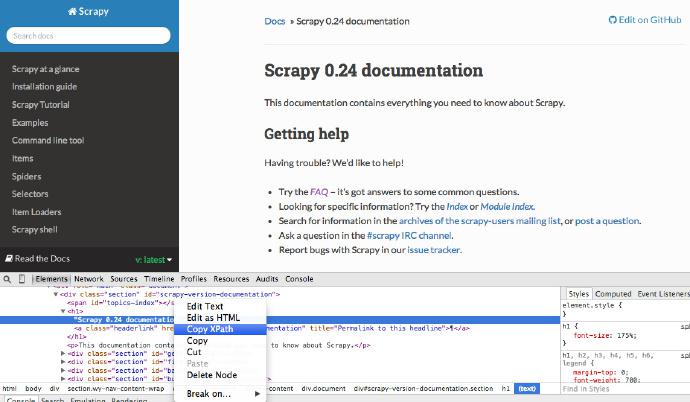 Scrapy
Search docs
Scrapy at a glance
Installation guide
Scrapy Tutorial
Examples
Command line tool
Items
Spiders
Selectors
Item Loaders
Scrapy shell
Read the Docs
v: latest
Docs » Scrapy 0.24 documentation
Edit on GitHub
Scrapy 0.24 documentation
This documentation contains everything you need to know about Scrapy.
Getting help
Having trouble? We'd like to help!
Try the FAQ – it's got answers to some common questions.
Looking for specific information? Try the Index or Module Index.
Search for information in the archives of the scrapy-users mailing list, or post a question.
Ask a question in the #scrapy IRC channel.
Report bugs with Scrapy in our issue tracker.
Elements Network Sources Timeline Profiles Resources Audits Console
<div class="section" id="scrapy-version-documentation">
<span id="topics-index"></s
<h1>
"Scrapy 0.24 documentatio
<a class="headerlink" hre mentation" title="Permalink to this headline">¶</a>
</h1>
<p>This documentation conta to know about Scrapy.</p>
<div class="section" id="ge
<div class="section" id="fi
<div class="section" id="ba
Edit Text
Edit as HTML
Copy XPath
Copy
Cut
Paste
Delete Node
Break on...
html body div section.wy-nav-content-wrap -content div.document div#scrapy-version-documentation.section h1 (text)
Console Search Emulation Rendering
Styles Computed Event Listeners
element.style {
}
h1 {
font-size: 175%;
}
h1, h2, h3, h4, h5, h6,
legend {
margin-top: 0;
font-weight: 700;
Find in Styles